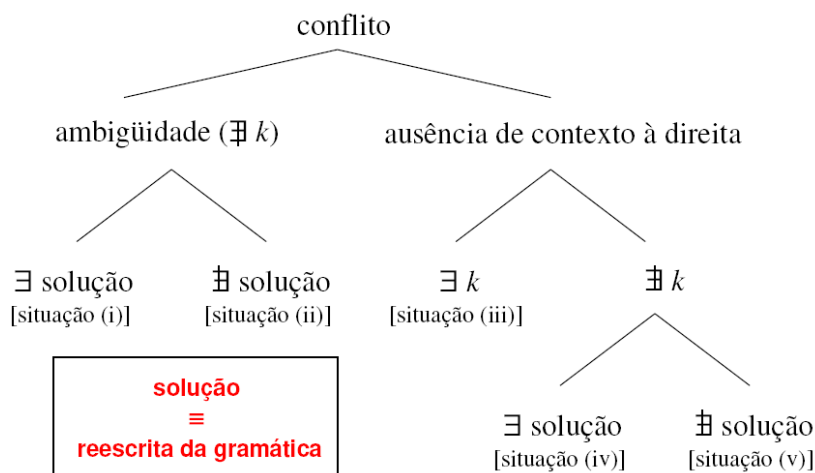 conflito
ambigüidade (∄ k)
ausência de contexto à direita
∃ solução
[situação (i)]
∄ solução
[situação (ii)]
∃ k
[situação (iii)]
∄ k
solução
≡
reescrita da gramática
∃ solução
[situação (iv)]
∄ solução
[situação (v)]